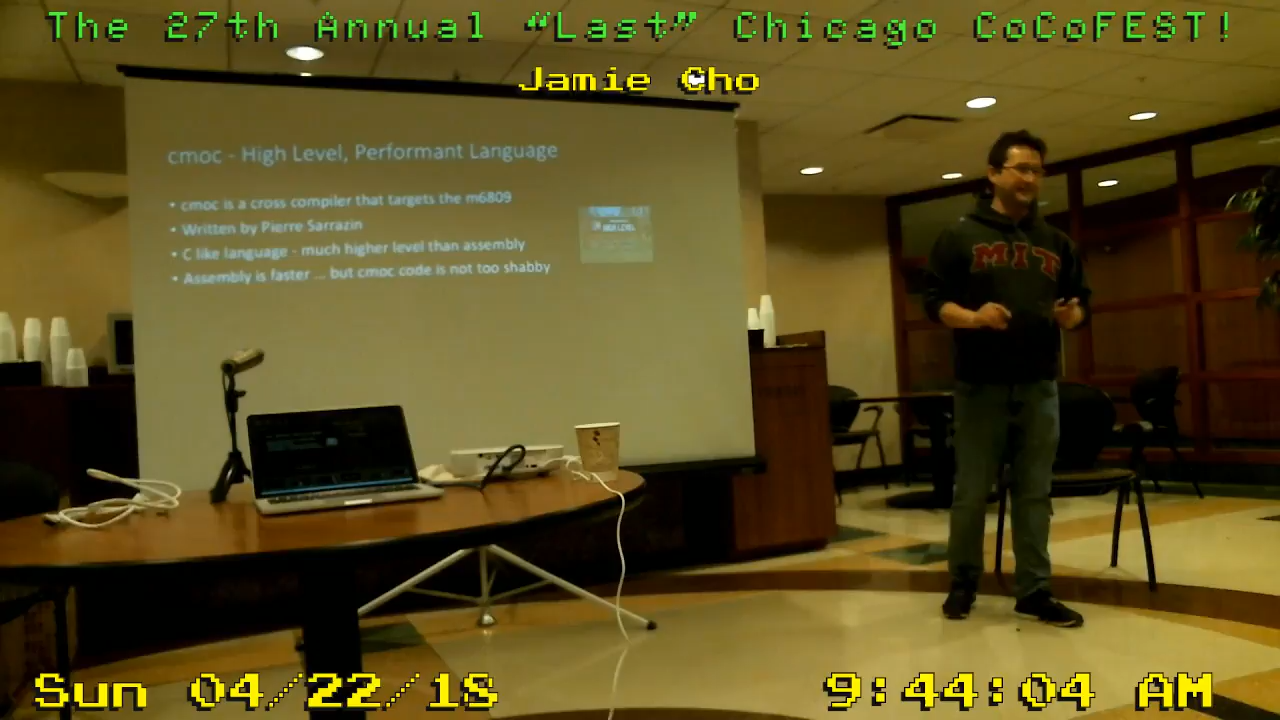 The 27th Annual “Last” Chicago CoCoFEST!
Jamie Cho
cmoc - High Level, Performant Language
• cmoc is a cross compiler that targets the m6809
• Written by Pierre Sarrazin
• C like language - much higher level than assembly
• Assembly is faster ... but cmoc code is not too shabby
HIGH LEVEL
MIT
Sun 04/22/18
9:44:04 AM